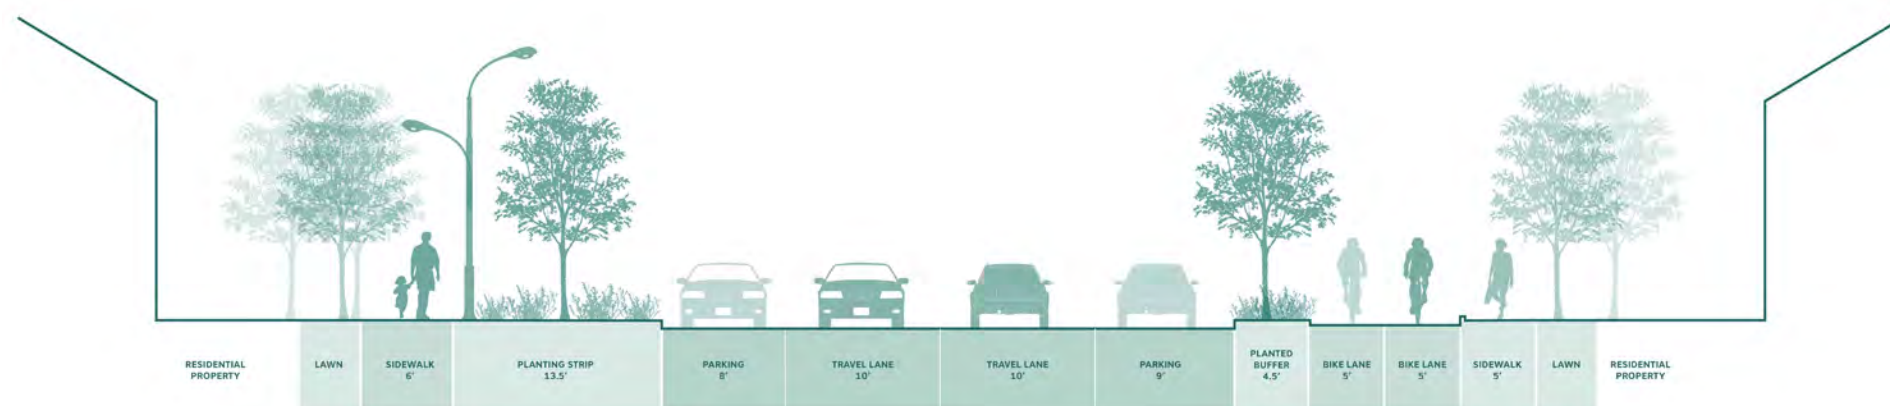 RESIDENTIAL
PROPERTY
LAWN
SIDEWALK
6'
PLANTING STRIP
13.5'
PARKING
8'
TRAVEL LANE
10'
TRAVEL LANE
10'
PARKING
9'
PLANTED
BUFFER
4.5'
BIKE LANE
5'
BIKE LANE
5'
SIDEWALK
5'
LAWN
RESIDENTIAL
PROPERTY